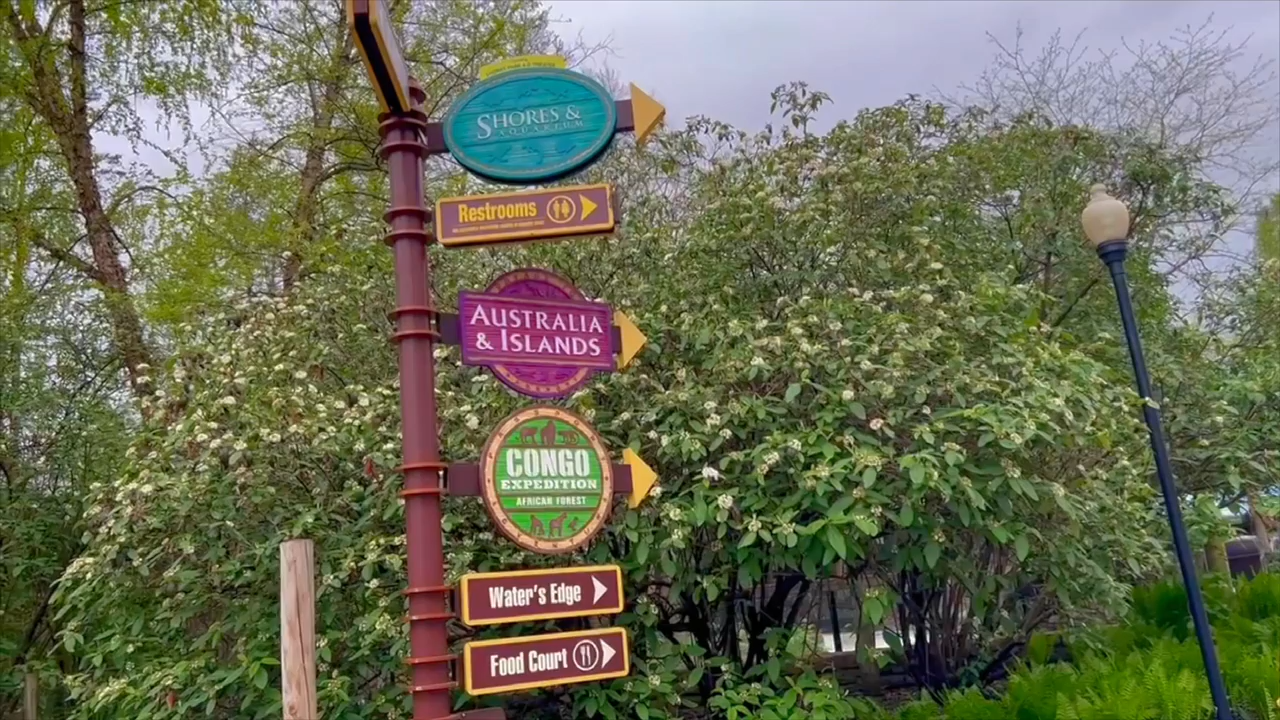 SHORES &
AQUARIUM
Restrooms
AUSTRALIA
& ISLANDS
CONGO
EXPEDITION
AFRICAN FOREST
Water's Edge
Food Court